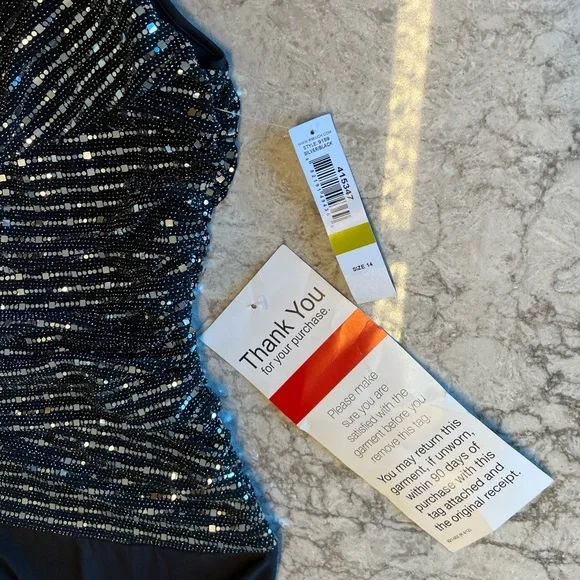 STYLE 9159
SILVER/BLACK
415347
SIZE 14
Thank You
for your purchase.
Please make
sure you are
satisfied with the
garment before you
remove this tag.
You may return this
garment, if unworn,
within 90 days of
purchase with this
tag attached and
the original receipt.